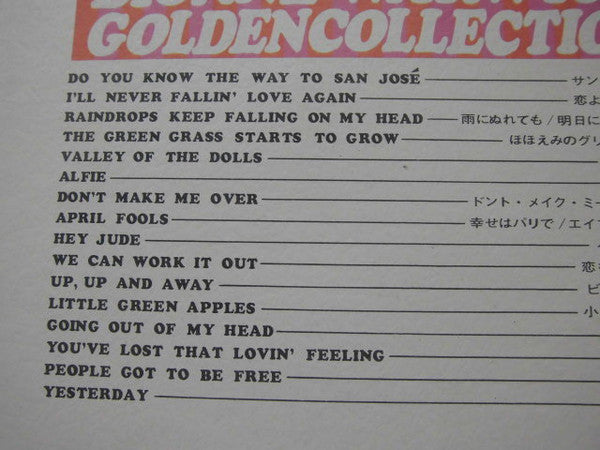 GOLDEN COLLECTIO
DO YOU KNOW THE WAY TO SAN JOSÉ サン
I'LL NEVER FALLIN' LOVE AGAIN 恋よ
RAINDROPS KEEP FALLING ON MY HEAD 雨にぬれても/明日に
THE GREEN GRASS STARTS TO GROW ほほえみのグリ
VALLEY OF THE DOLLS
ALFIE
DON'T MAKE ME OVER ドント・メイク・ミー
APRIL FOOLS 幸せはパリで/エイプ
HEY JUDE
WE CAN WORK IT OUT 恋
UP, UP AND AWAY ビ
LITTLE GREEN APPLES 小
GOING OUT OF MY HEAD
YOU'VE LOST THAT LOVIN' FEELING
PEOPLE GOT TO BE FREE
YESTERDAY